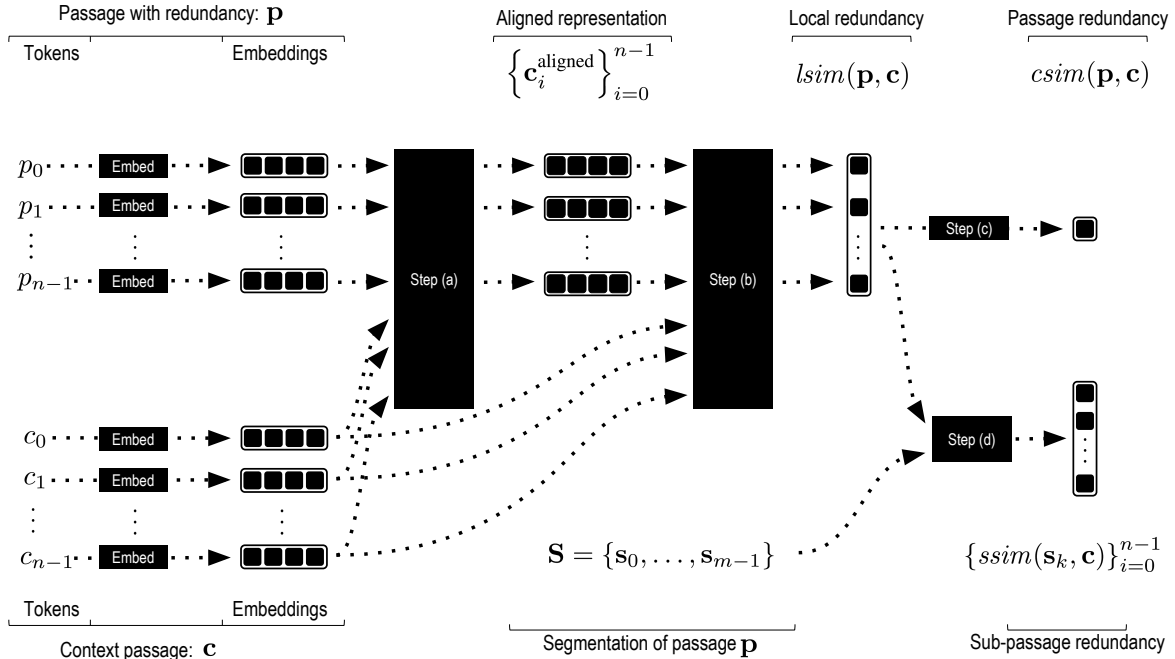 Passage with redundancy: p
Aligned representation
Local redundancy
Passage redundancy
Tokens
Embeddings
{c_i^aligned}_{i=0}^{n−1}
lsim(p, c)
csim(p, c)
p_0
Embed
p_1
Embed
p_{n−1}
Embed
Step (a)
Step (b)
Step (c)
c_0
Embed
c_1
Embed
c_{n−1}
Embed
Step (d)
S = {s_0, . . . , s_{m−1}}
{ssim(s_k, c)}_{i=0}^{n−1}
Tokens
Embeddings
Context passage: c
Segmentation of passage p
Sub-passage redundancy